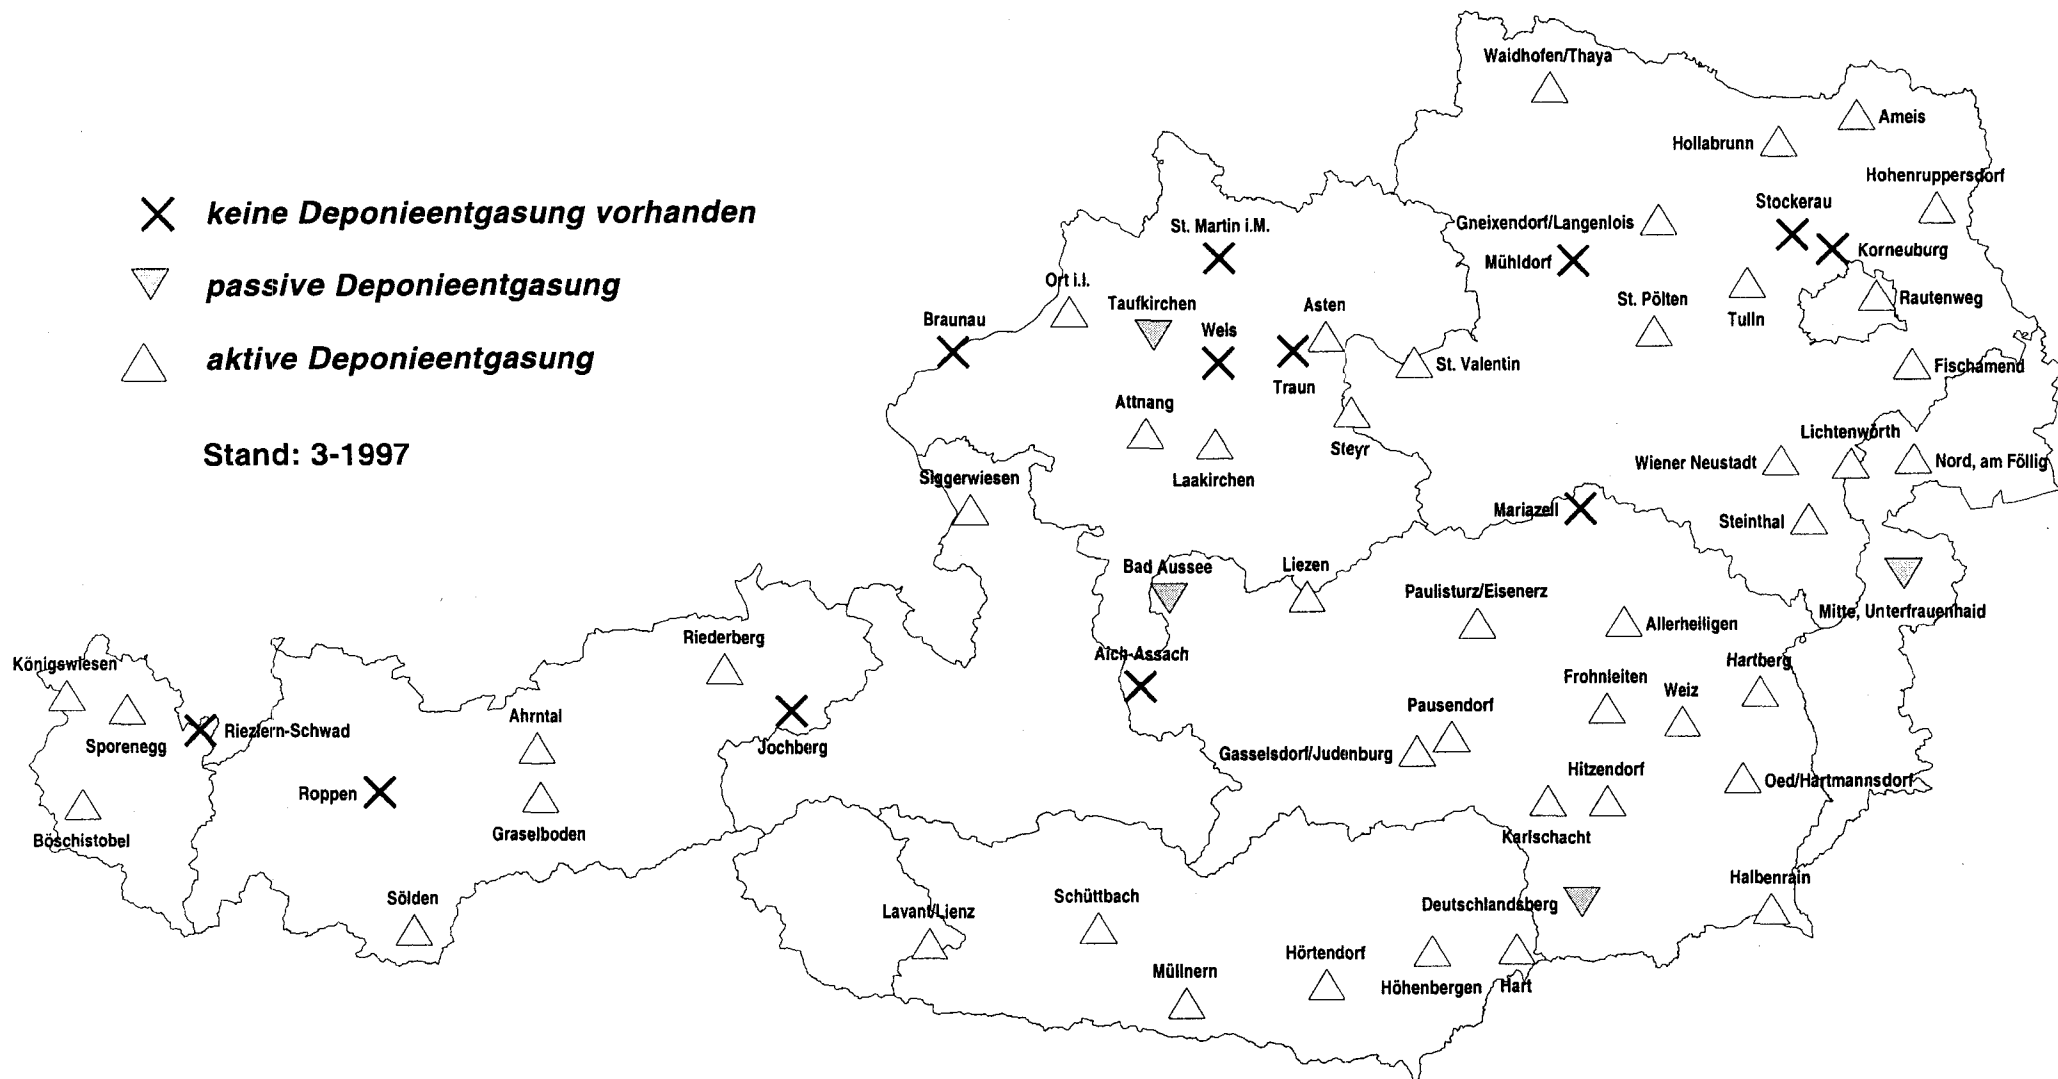 keine Deponieentgasung vorhanden
passive Deponieentgasung
aktive Deponieentgasung
Stand: 3-1997
Waidhofen/Thaya
Ameis
Hollabrunn
Hohenruppersdorf
Stockerau
Gneixendorf/Langenlois
St. Martin i.M.
Korneuburg
Mühldorf
Ort i.I.
Taufkirchen
Asten
St. Pölten
Rautenweg
Tulln
Braunau
Wels
St. Valentin
Fischamend
Traun
Attnang
Lichtenwörth
Steyr
Wiener Neustadt
Nord, am Föllig
Siggerwiesen
Laakirchen
Mariazell
Steinthal
Bad Aussee
Liezen
Paulisturz/Eisenerz
Mitte, Unterfrauenhaid
Allerheiligen
Riederberg
Aich-Assach
Hartberg
Königswiesen
Frohnleiten
Weiz
Pausendorf
Ahrntal
Riezlern-Schwad
Sporenegg
Jochberg
Gasselsdorf/Judenburg
Hitzendorf
Oed/Hartmannsdorf
Roppen
Graselboden
Böschistobel
Karlschacht
Halbenrain
Sölden
Schüttbach
Deutschlandsberg
Lavant/Lienz
Hörtendorf
Müllnern
Höhenbergen
Hart